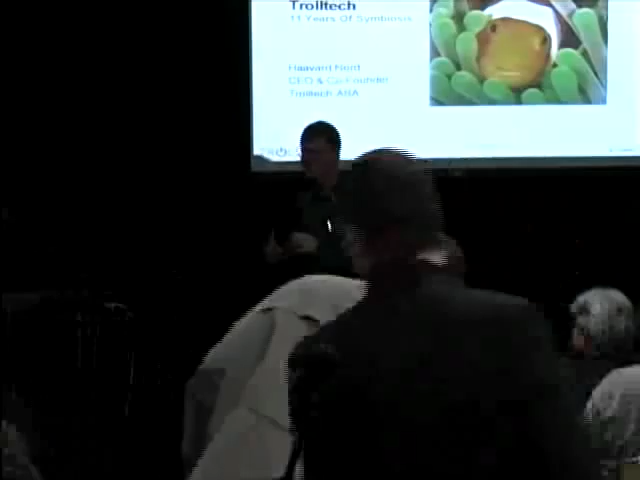 Trolltech
11 Years Of Symbiosis
Haavard Nord
CEO & Co-Founder
Trolltech ASA